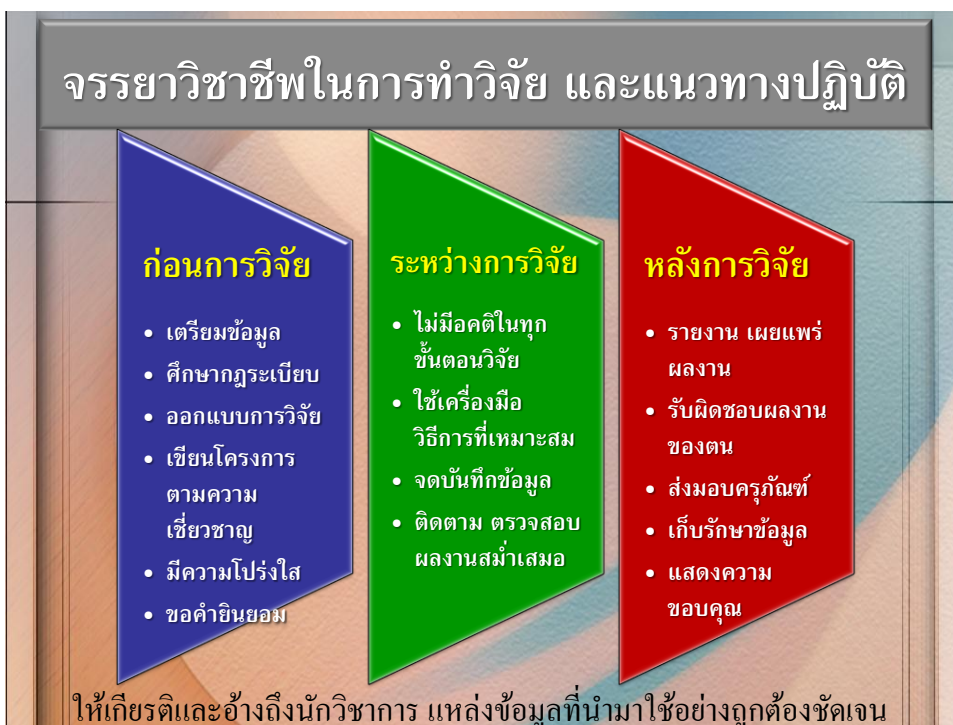 จรรยาวิชาชีพในการทำวิจัย และแนวทางปฏิบัติ
ก่อนการวิจัย
• เตรียมข้อมูล
• ศึกษากฎระเบียบ
• ออกแบบการวิจัย
• เขียนโครงการ
ตามความ
เชี่ยวชาญ
• มีความโปร่งใส
• ขอคำยินยอม
ระหว่างการวิจัย
• ไม่มีอคติในทุก
ขั้นตอนวิจัย
• ใช้เครื่องมือ
วิธีการที่เหมาะสม
• จดบันทึกข้อมูล
• ติดตาม ตรวจสอบ
ผลงานสม่ำเสมอ
หลังการวิจัย
• รายงาน เผยแพร่
ผลงาน
• รับผิดชอบผลงาน
ของตน
• ส่งมอบครุภัณฑ์
• เก็บรักษาข้อมูล
• แสดงความ
ขอบคุณ
ให้เกียรติและอ้างถึงนักวิชาการ แหล่งข้อมูลที่นำมาใช้อย่างถูกต้องชัดเจน